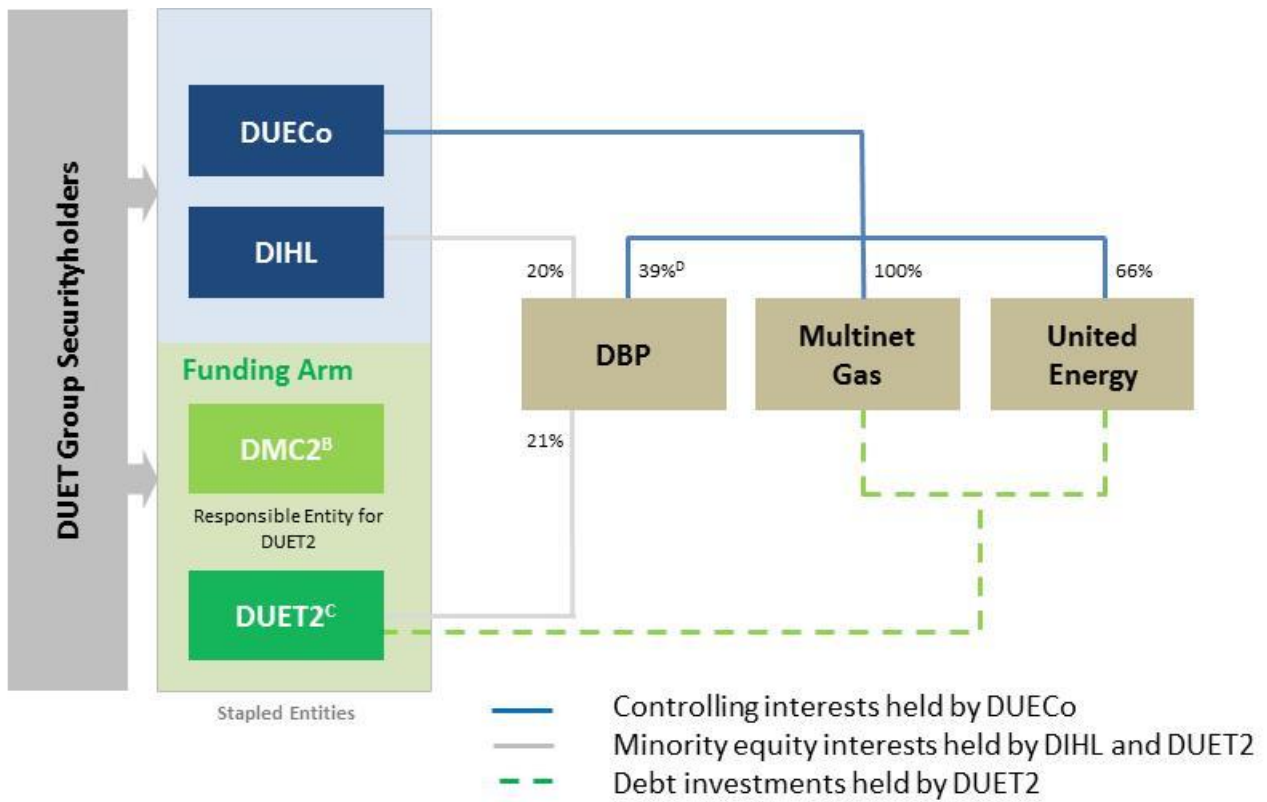 DUET Group Securityholders
DUECo
DIHL
Funding Arm
DMC2ᴮ
Responsible Entity for
DUET2
DUET2ᶜ
Stapled Entities
20%
39%ᴰ
100%
66%
DBP
Multinet
Gas
United
Energy
21%
Controlling interests held by DUECo
Minority equity interests held by DIHL and DUET2
Debt investments held by DUET2